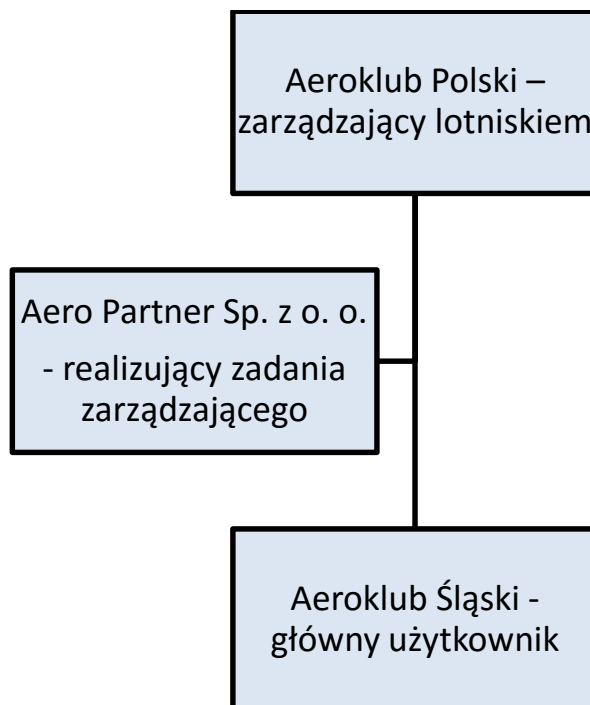 Aeroklub Polski –
zarządzający lotniskiem
Aero Partner Sp. z o. o.
- realizujący zadania
zarządzającego
Aeroklub Śląski -
główny użytkownik